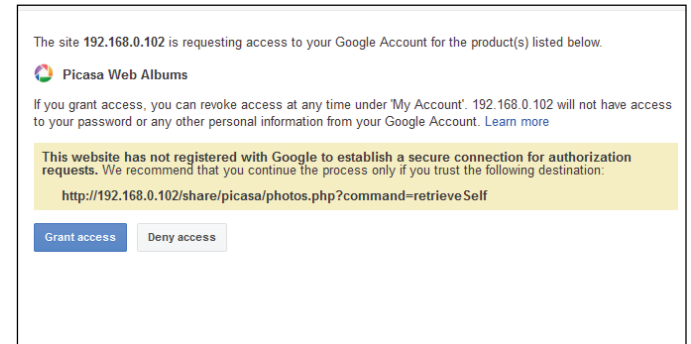 The site 192.168.0.102 is requesting access to your Google Account for the product(s) listed below.
Picasa Web Albums
If you grant access, you can revoke access at any time under 'My Account'. 192.168.0.102 will not have access
to your password or any other personal information from your Google Account. Learn more
This website has not registered with Google to establish a secure connection for authorization
requests. We recommend that you continue the process only if you trust the following destination:
http://192.168.0.102/share/picasa/photos.php?command=retrieveSelf
Grant access Deny access